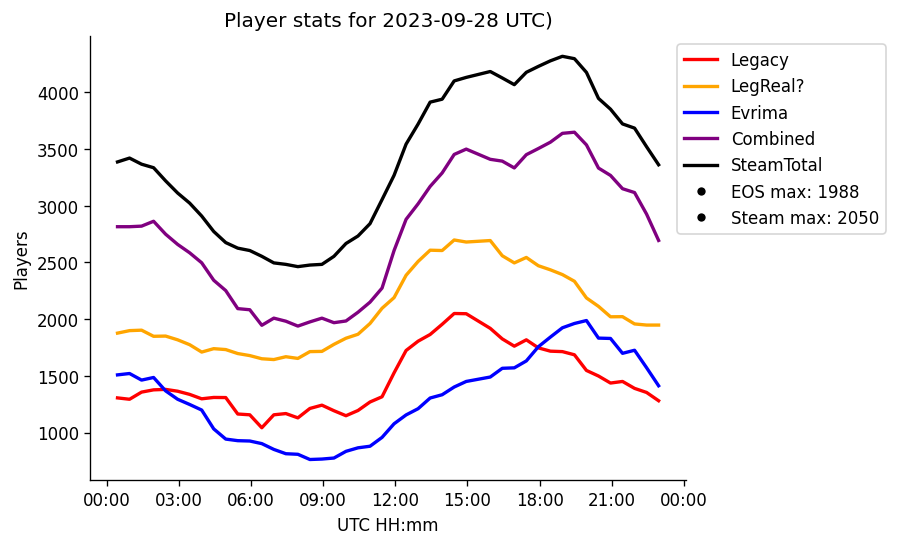 Player stats for 2023-09-28 UTC)
Legacy
LegReal?
Evrima
Combined
SteamTotal
EOS max: 1988
Steam max: 2050
Players
4000
3500
3000
2500
2000
1500
1000
00:00 03:00 06:00 09:00 12:00 15:00 18:00 21:00 00:00
UTC HH:mm